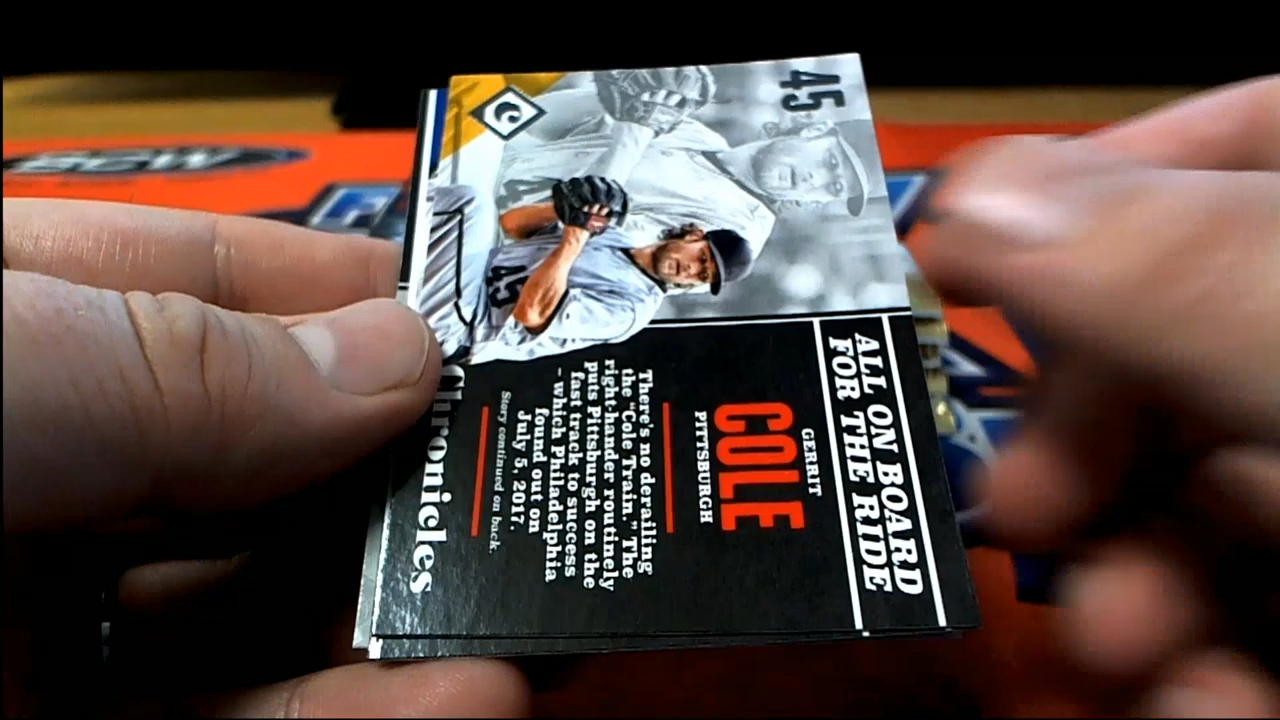 45
ALL ON BOARD
FOR THE RIDE
GERRIT
COLE
PITTSBURGH
There's no derailing
the "Cole Train." The
right-hander routinely
puts Pittsburgh on the
fast track to success
– which Philadelphia
found out on
July 5, 2017.
Story continued on back.
Chronicles
45